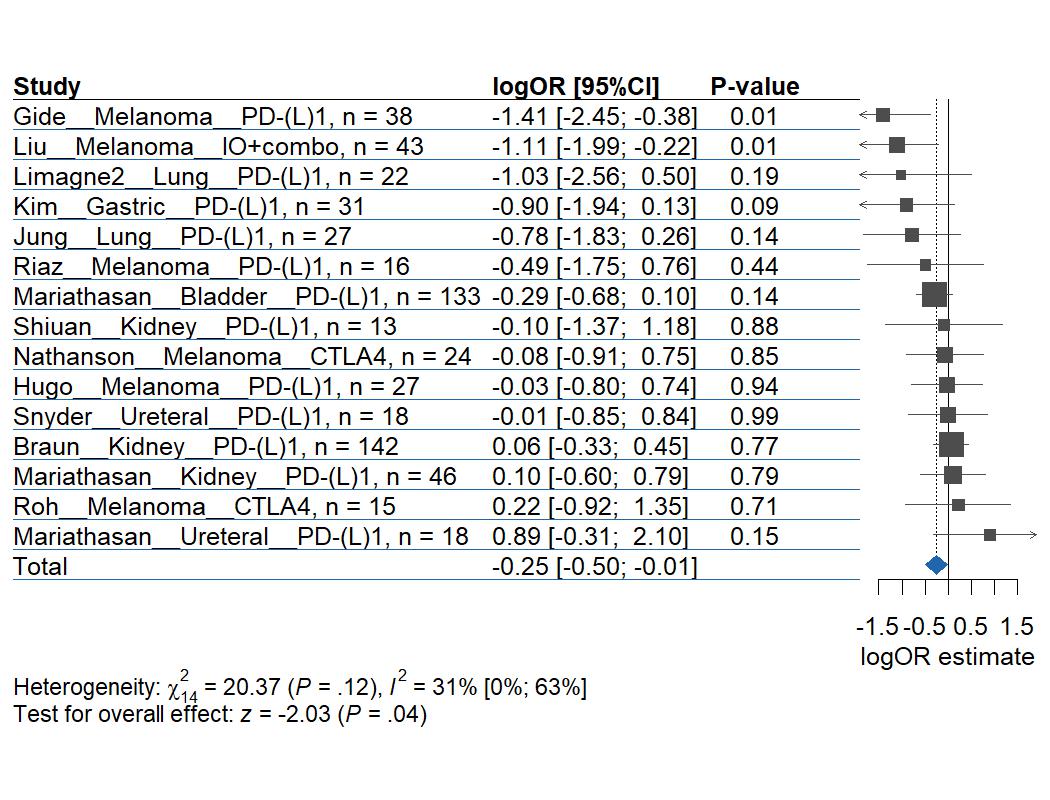 Study logOR [95%CI] P-value
Gide__Melanoma__PD-(L)1, n = 38 -1.41 [-2.45; -0.38] 0.01
Liu__Melanoma__IO+combo, n = 43 -1.11 [-1.99; -0.22] 0.01
Limagne2__Lung__PD-(L)1, n = 22 -1.03 [-2.56; 0.50] 0.19
Kim__Gastric__PD-(L)1, n = 31 -0.90 [-1.94; 0.13] 0.09
Jung__Lung__PD-(L)1, n = 27 -0.78 [-1.83; 0.26] 0.14
Riaz__Melanoma__PD-(L)1, n = 16 -0.49 [-1.75; 0.76] 0.44
Mariathasan__Bladder__PD-(L)1, n = 133 -0.29 [-0.68; 0.10] 0.14
Shiuan__Kidney__PD-(L)1, n = 13 -0.10 [-1.37; 1.18] 0.88
Nathanson__Melanoma__CTLA4, n = 24 -0.08 [-0.91; 0.75] 0.85
Hugo__Melanoma__PD-(L)1, n = 27 -0.03 [-0.80; 0.74] 0.94
Snyder__Ureteral__PD-(L)1, n = 18 -0.01 [-0.85; 0.84] 0.99
Braun__Kidney__PD-(L)1, n = 142 0.06 [-0.33; 0.45] 0.77
Mariathasan__Kidney__PD-(L)1, n = 46 0.10 [-0.60; 0.79] 0.79
Roh__Melanoma__CTLA4, n = 15 0.22 [-0.92; 1.35] 0.71
Mariathasan__Ureteral__PD-(L)1, n = 18 0.89 [-0.31; 2.10] 0.15
Total -0.25 [-0.50; -0.01]
-1.5 -0.5 0.5 1.5
logOR estimate
Heterogeneity: χ²₁₄ = 20.37 (P = .12), I² = 31% [0%; 63%]
Test for overall effect: z = -2.03 (P = .04)